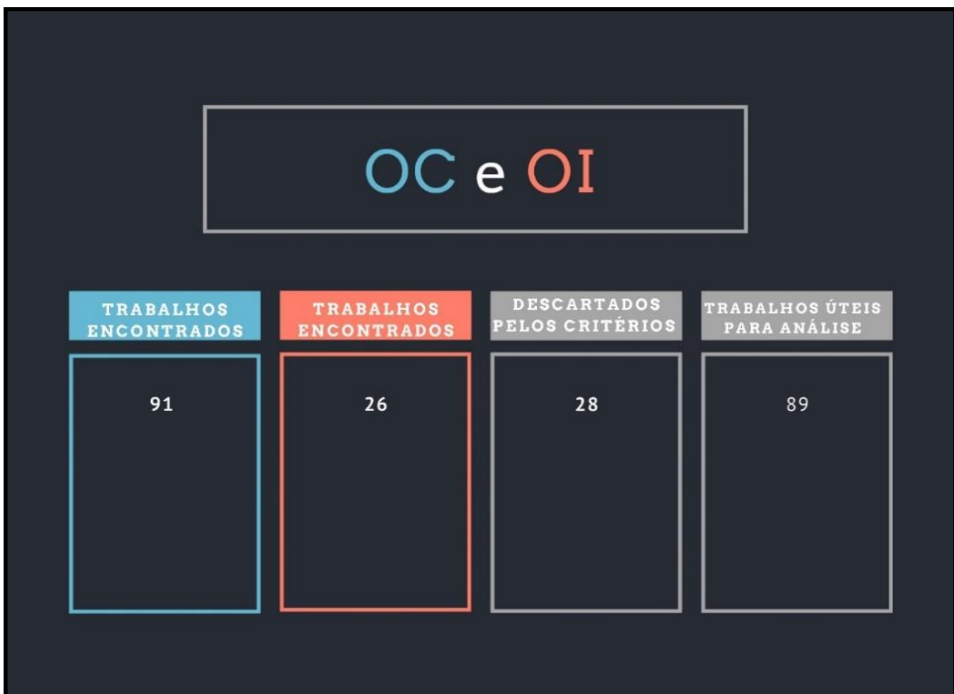 OC e OI
TRABALHOS
ENCONTRADOS
91
TRABALHOS
ENCONTRADOS
26
DESCARTADOS
PELOS CRITÉRIOS
28
TRABALHOS ÚTEIS
PARA ANÁLISE
89